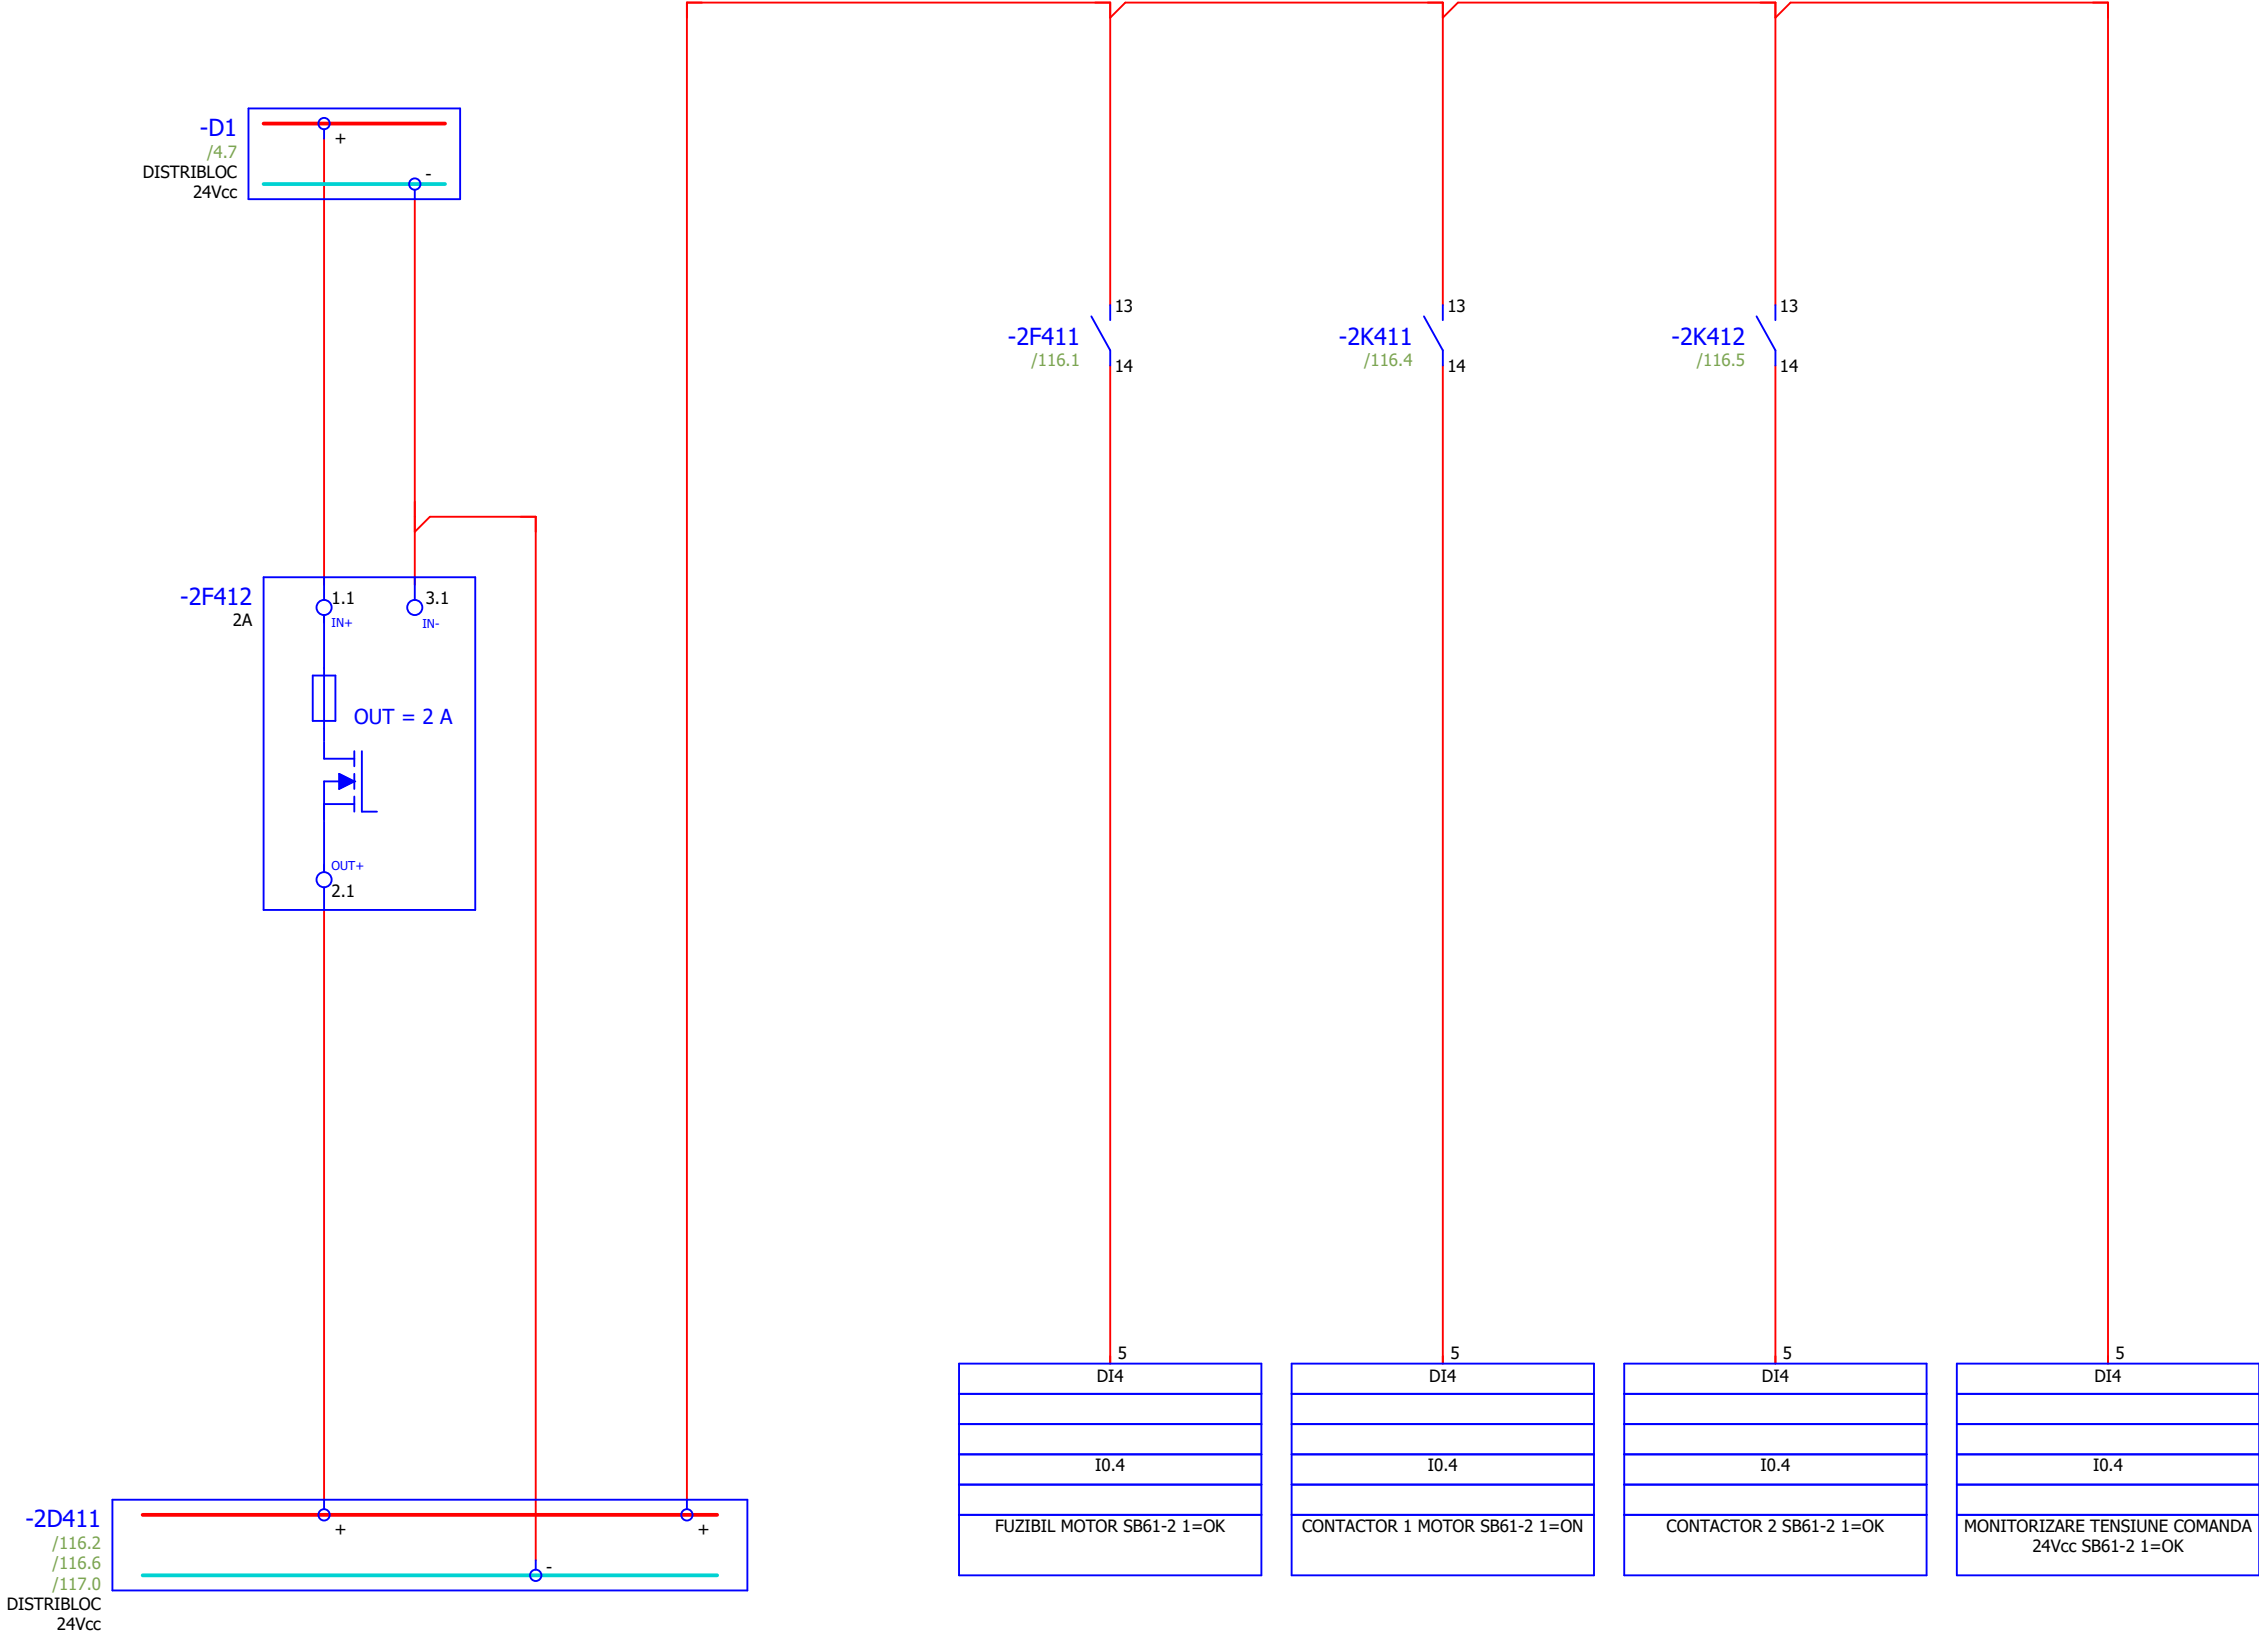 -D1
/4.7
DISTRIBLOC
24Vcc
+
-
-2F411
/116.1
13
14
-2K411
/116.4
13
14
-2K412
/116.5
13
14
-2F412
2A
1.1
IN+
3.1
IN-
OUT = 2 A
OUT+
2.1
5
DI4
I0.4
FUZIBIL MOTOR SB61-2 1=OK
5
DI4
I0.4
CONTACTOR 1 MOTOR SB61-2 1=ON
5
DI4
I0.4
CONTACTOR 2 SB61-2 1=OK
5
DI4
I0.4
MONITORIZARE TENSIUNE COMANDA
24Vcc SB61-2 1=OK
-2D411
/116.2
/116.6
/117.0
DISTRIBLOC
24Vcc
+
-
+